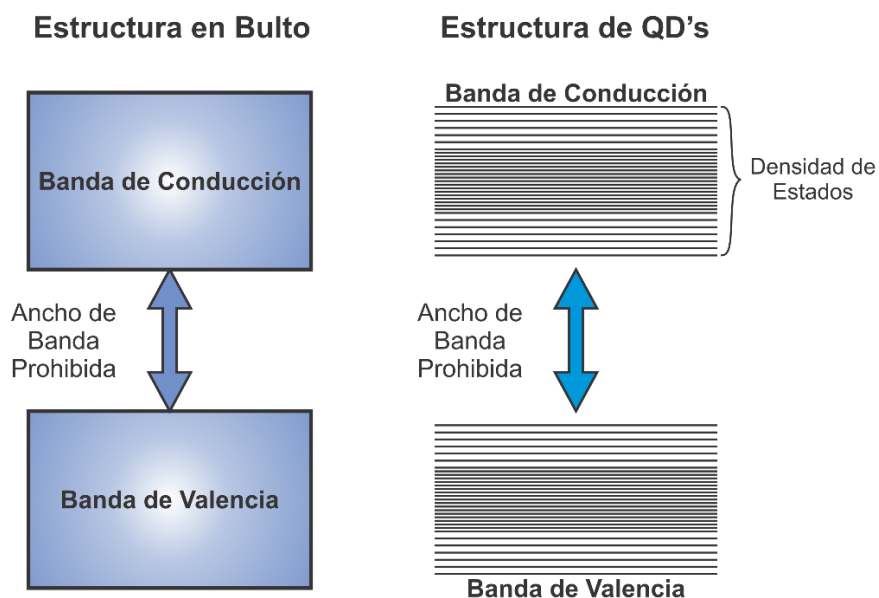 Estructura en Bulto
Estructura de QD's
Banda de Conducción
Banda de Conducción
Densidad de
Estados
Ancho de
Banda
Prohibida
Ancho de
Banda
Prohibida
Banda de Valencia
Banda de Valencia